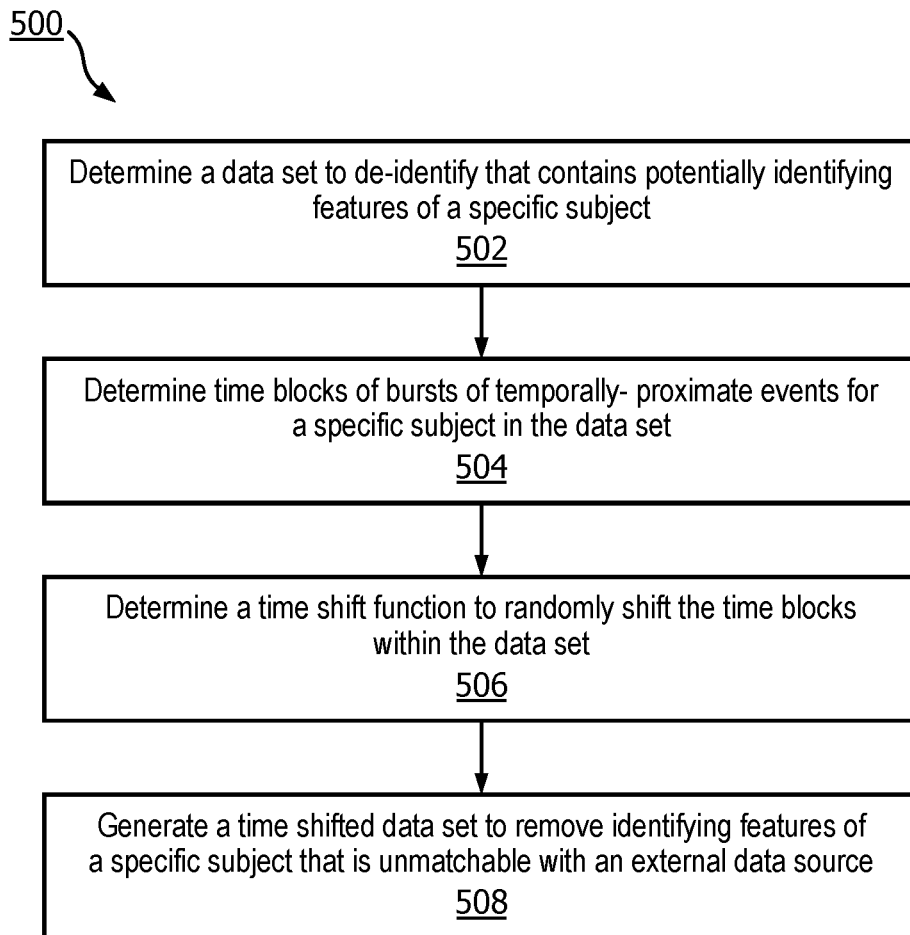 500
Determine a data set to de-identify that contains potentially identifying
features of a specific subject
502
Determine time blocks of bursts of temporally- proximate events for
a specific subject in the data set
504
Determine a time shift function to randomly shift the time blocks
within the data set
506
Generate a time shifted data set to remove identifying features of
a specific subject that is unmatchable with an external data source
508